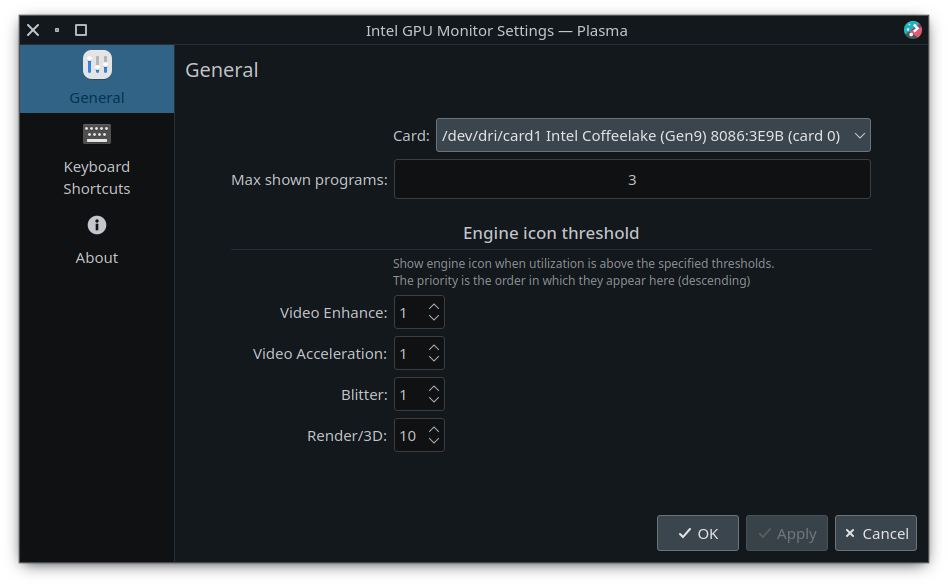 Intel GPU Monitor Settings — Plasma
General
Keyboard
Shortcuts
About
General
Card: /dev/dri/card1 Intel Coffeelake (Gen9) 8086:3E9B (card 0)
Max shown programs: 3
Engine icon threshold
Show engine icon when utilization is above the specified thresholds.
The priority is the order in which they appear here (descending)
Video Enhance: 1
Video Acceleration: 1
Blitter: 1
Render/3D: 10
OK Apply Cancel